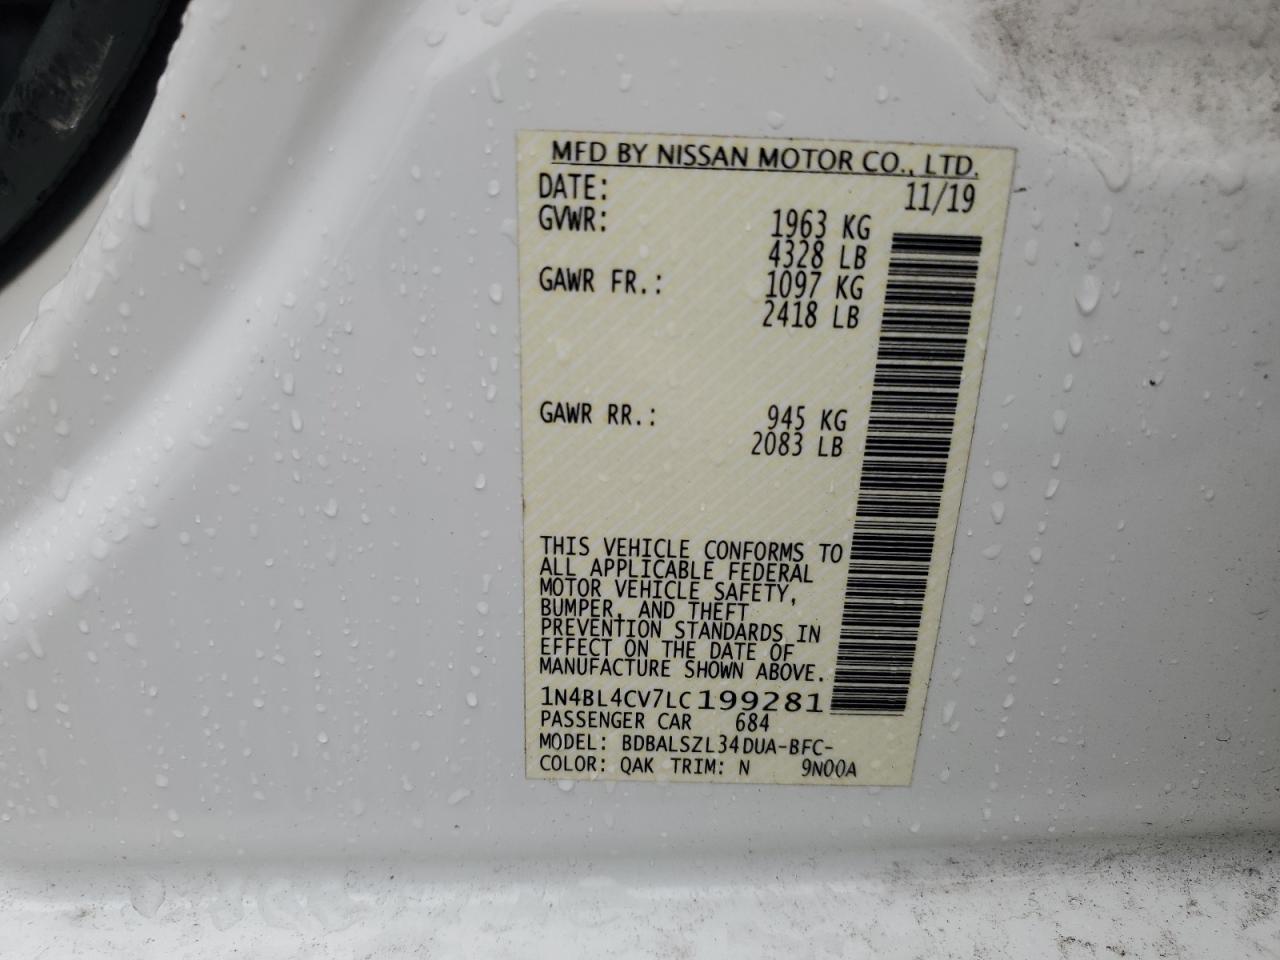 MFD BY NISSAN MOTOR CO., LTD.
DATE: 11/19
GVWR: 1963 KG
4328 LB
GAWR FR.: 1097 KG
2418 LB
GAWR RR.: 945 KG
2083 LB
THIS VEHICLE CONFORMS TO
ALL APPLICABLE FEDERAL
MOTOR VEHICLE SAFETY,
BUMPER, AND THEFT
PREVENTION STANDARDS IN
EFFECT ON THE DATE OF
MANUFACTURE SHOWN ABOVE.
1N4BL4CV7LC199281
PASSENGER CAR 684
MODEL: BDBALSZL34DUA-BFC-
COLOR: QAK TRIM: N 9N00A